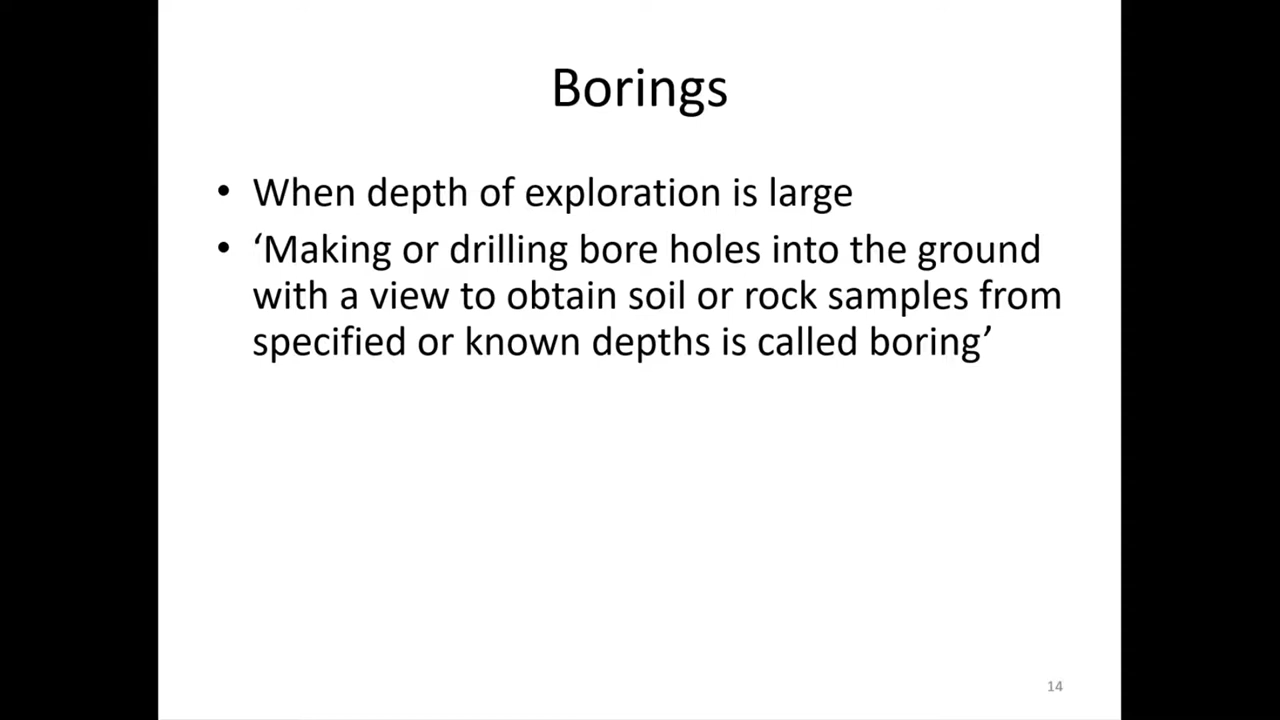 Borings
• When depth of exploration is large
• ‘Making or drilling bore holes into the ground
with a view to obtain soil or rock samples from
specified or known depths is called boring’
14